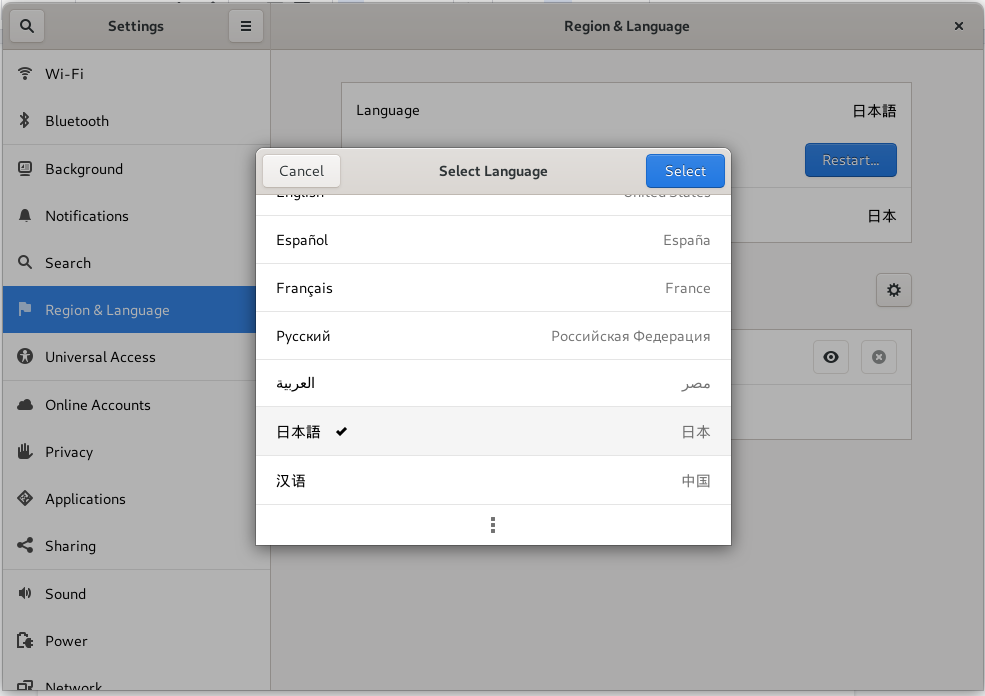 Settings
Region & Language
Wi-Fi
Bluetooth
Background
Notifications
Search
Region & Language
Universal Access
Online Accounts
Privacy
Applications
Sharing
Sound
Power
Network
Language 日本語
Restart...
日本
Cancel Select Language Select
English United States
Español España
Français France
Русский Российская Федерация
العربية مصر
日本語 日本
汉语 中国